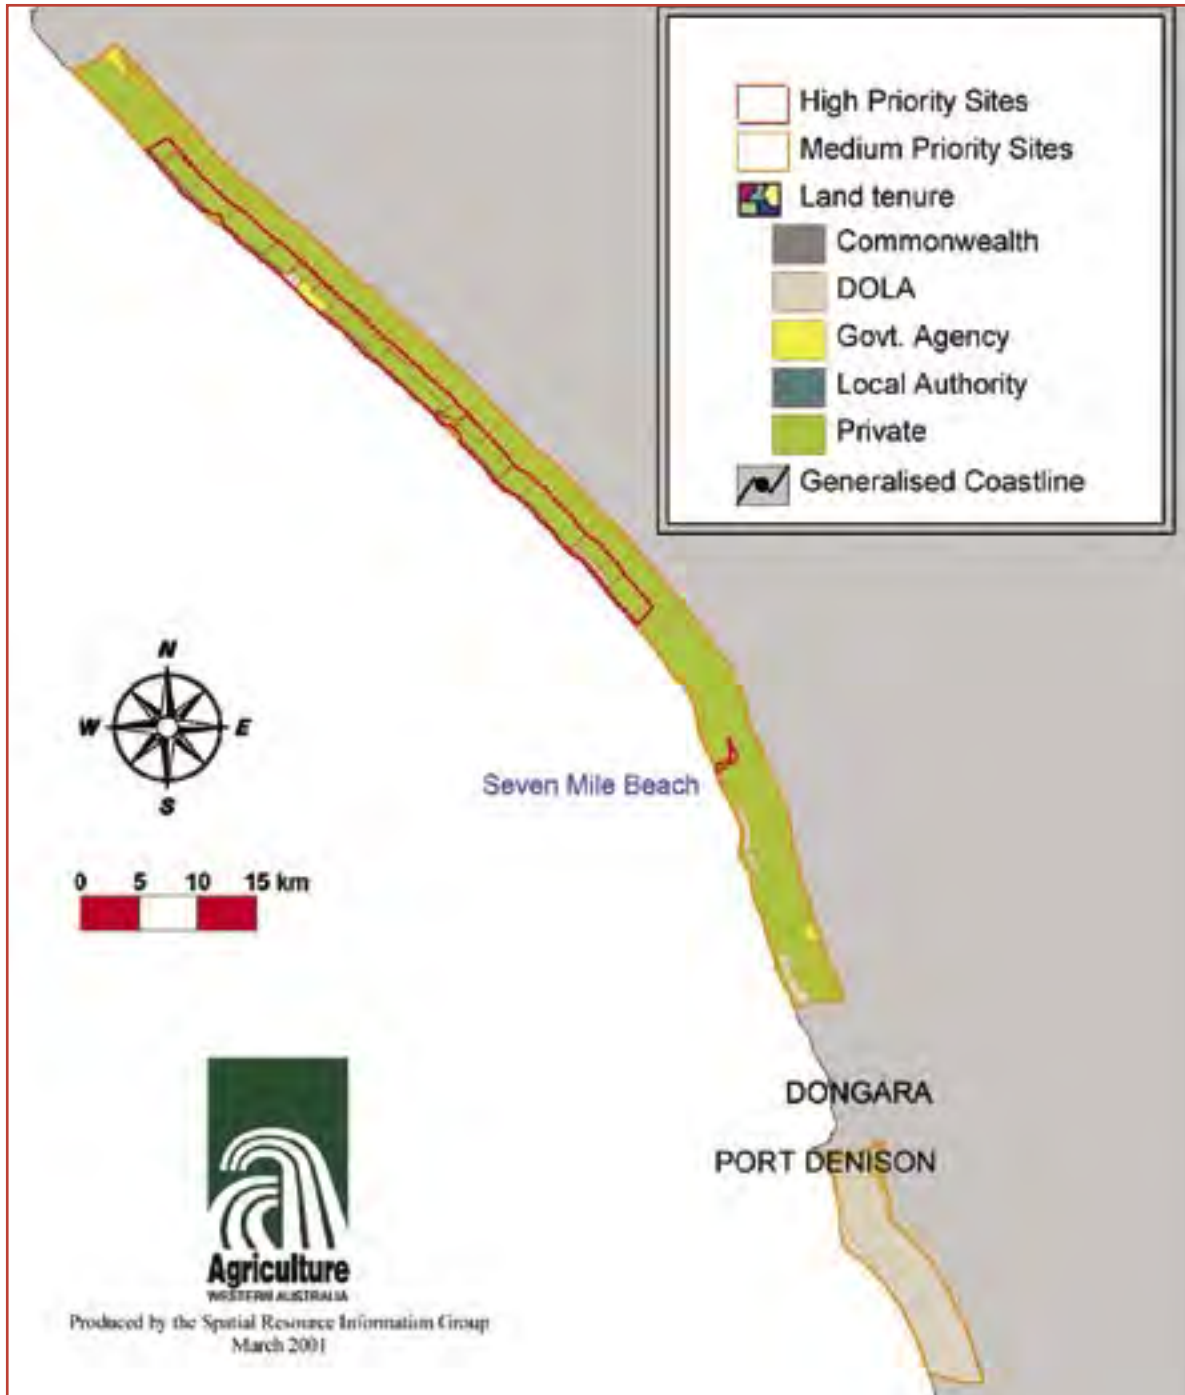 High Priority Sites
Medium Priority Sites
Land tenure
Commonwealth
DOLA
Govt. Agency
Local Authority
Private
Generalised Coastline
N
W E
S
Seven Mile Beach
0 5 10 15 km
DONGARA
PORT DENISON
Agriculture
WESTERN AUSTRALIA
Produced by the Spatial Resource Information Group
March 2001